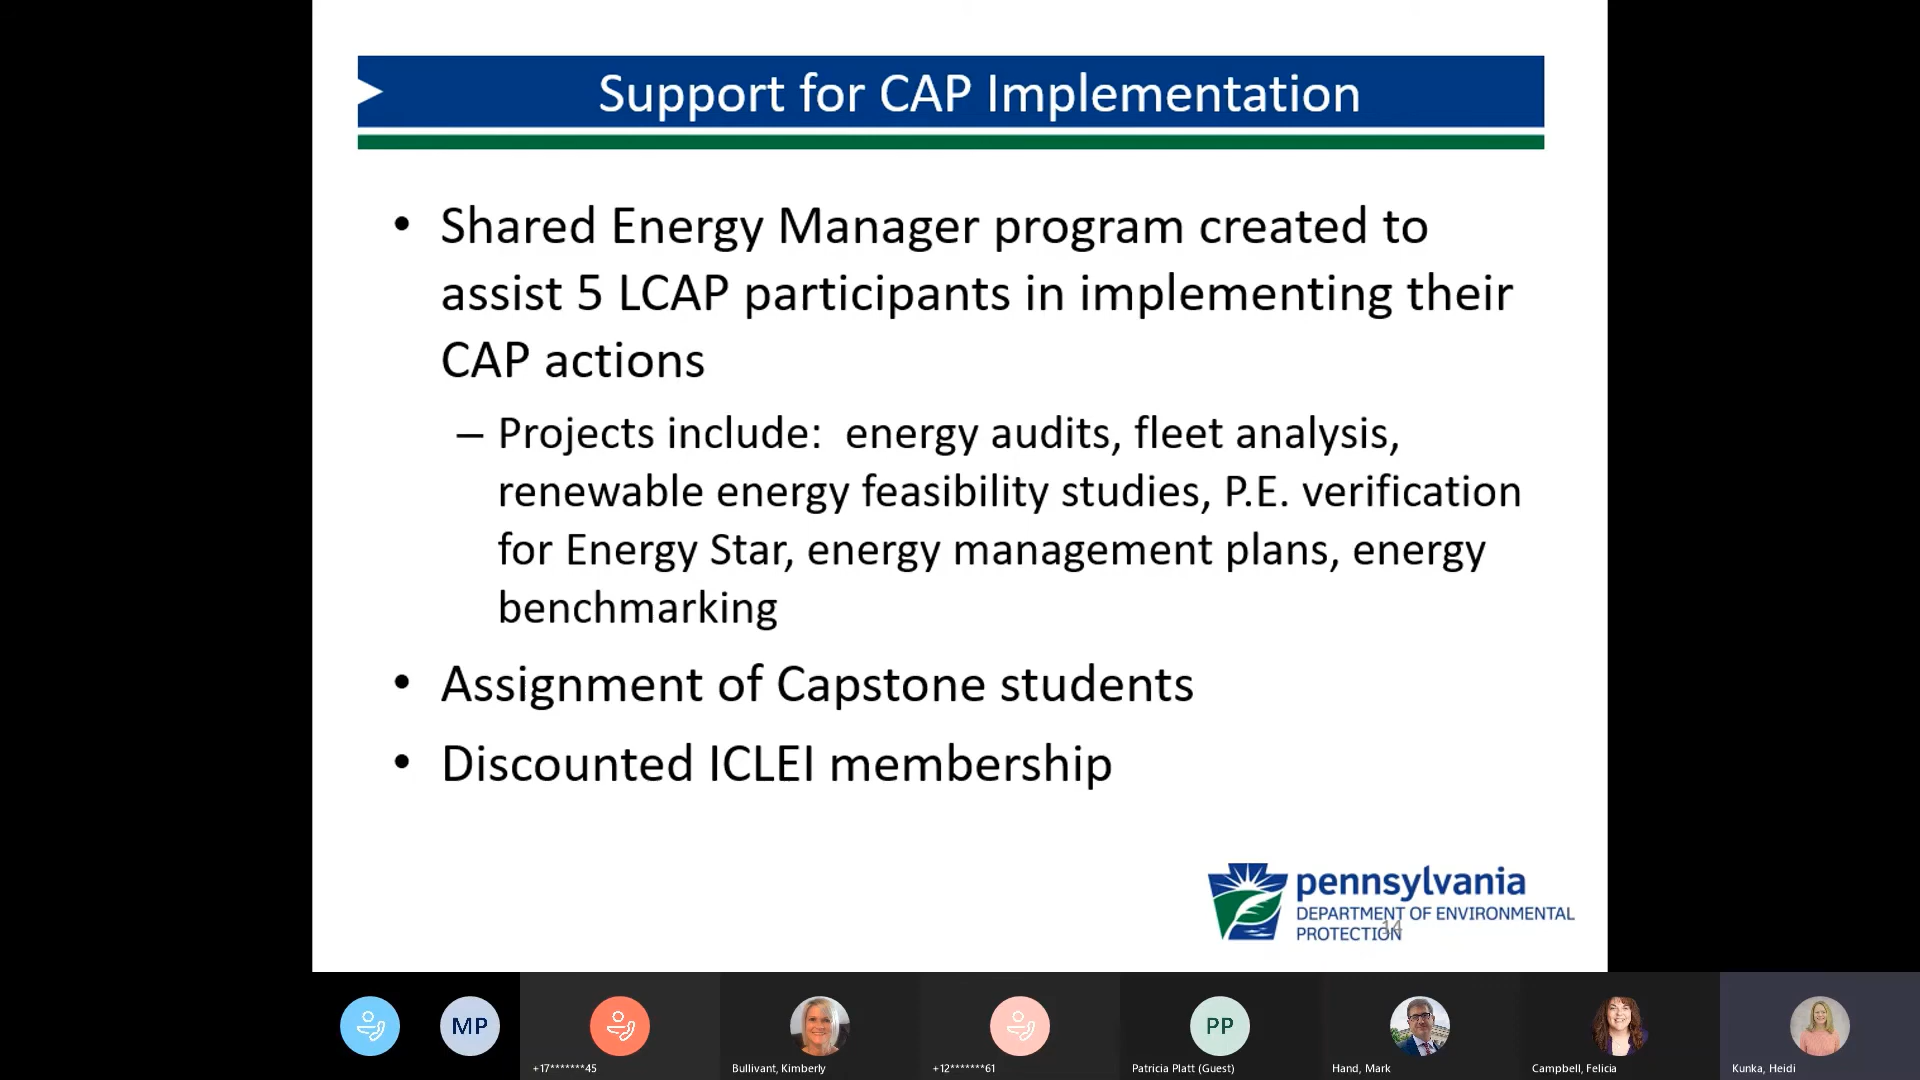 Support for CAP Implementation
• Shared Energy Manager program created to
assist 5 LCAP participants in implementing their
CAP actions
– Projects include:  energy audits, fleet analysis,
renewable energy feasibility studies, P.E. verification
for Energy Star, energy management plans, energy
benchmarking
• Assignment of Capstone students
• Discounted ICLEI membership
pennsylvania
DEPARTMENT OF ENVIRONMENTAL
PROTECTION
14
MP
PP
+17*******45
Bullivant, Kimberly
+12*******61
Patricia Platt (Guest)
Hand, Mark
Campbell, Felicia
Kunka, Heidi